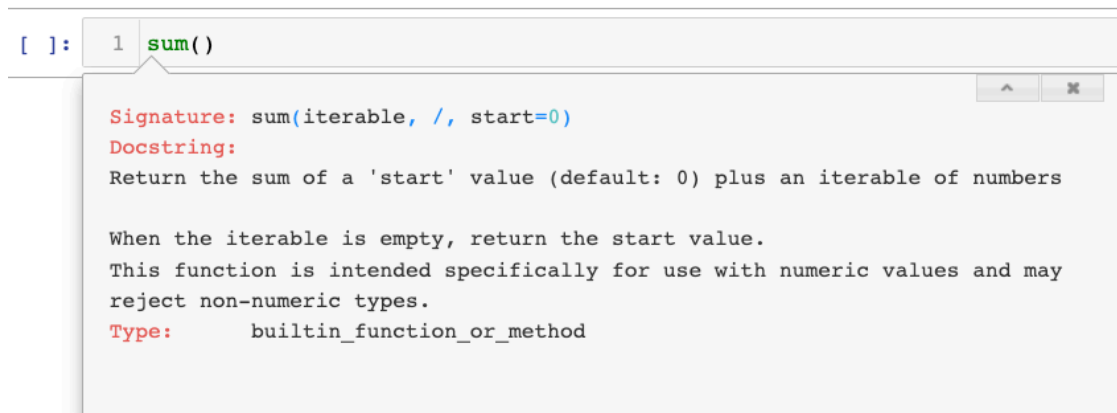 [ ]: 1 sum()
Signature: sum(iterable, /, start=0)
Docstring:
Return the sum of a 'start' value (default: 0) plus an iterable of numbers
When the iterable is empty, return the start value.
This function is intended specifically for use with numeric values and may
reject non-numeric types.
Type: builtin_function_or_method